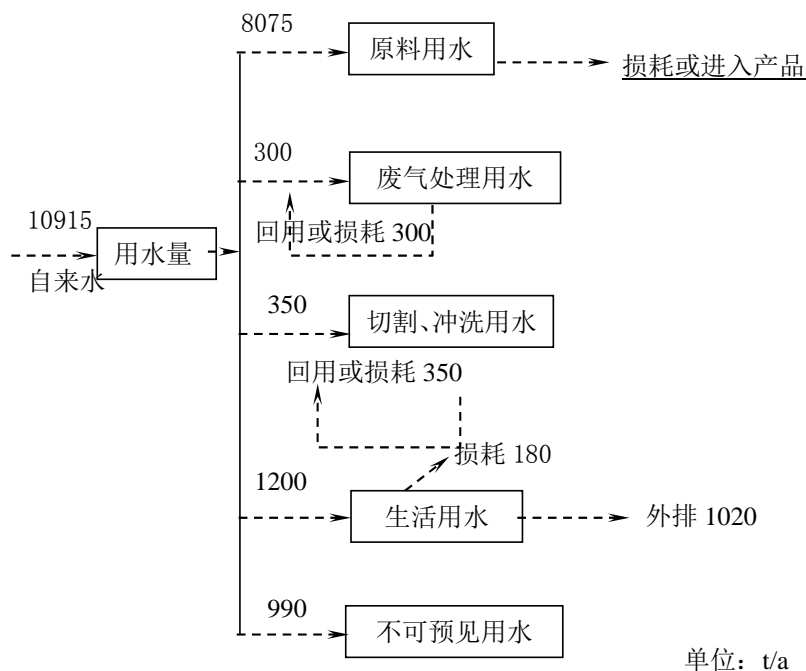 8075
原料用水
损耗或进入产品
300
废气处理用水
回用或损耗 300
10915
用水量
自来水
350
切割、冲洗用水
回用或损耗 350
损耗 180
1200
生活用水
外排 1020
990
不可预见用水
单位：t/a